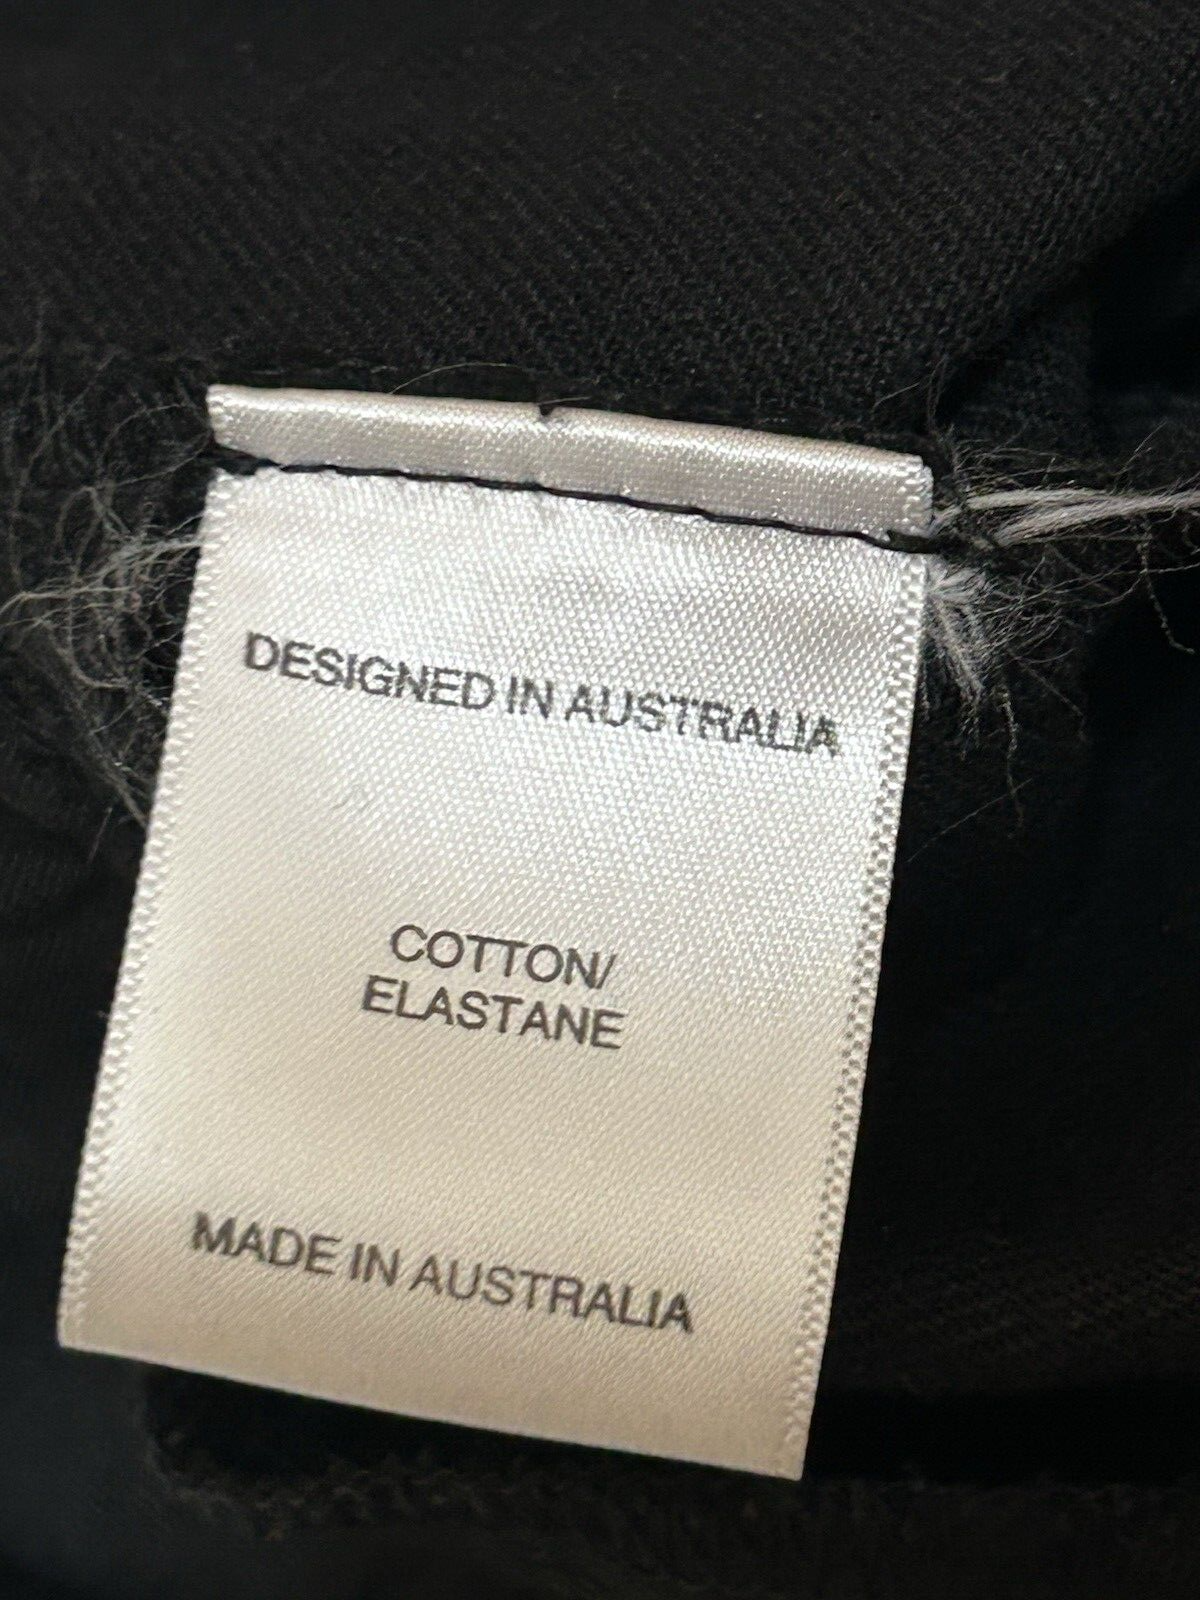 DESIGNED IN AUSTRALIA
COTTON/
ELASTANE
MADE IN AUSTRALIA